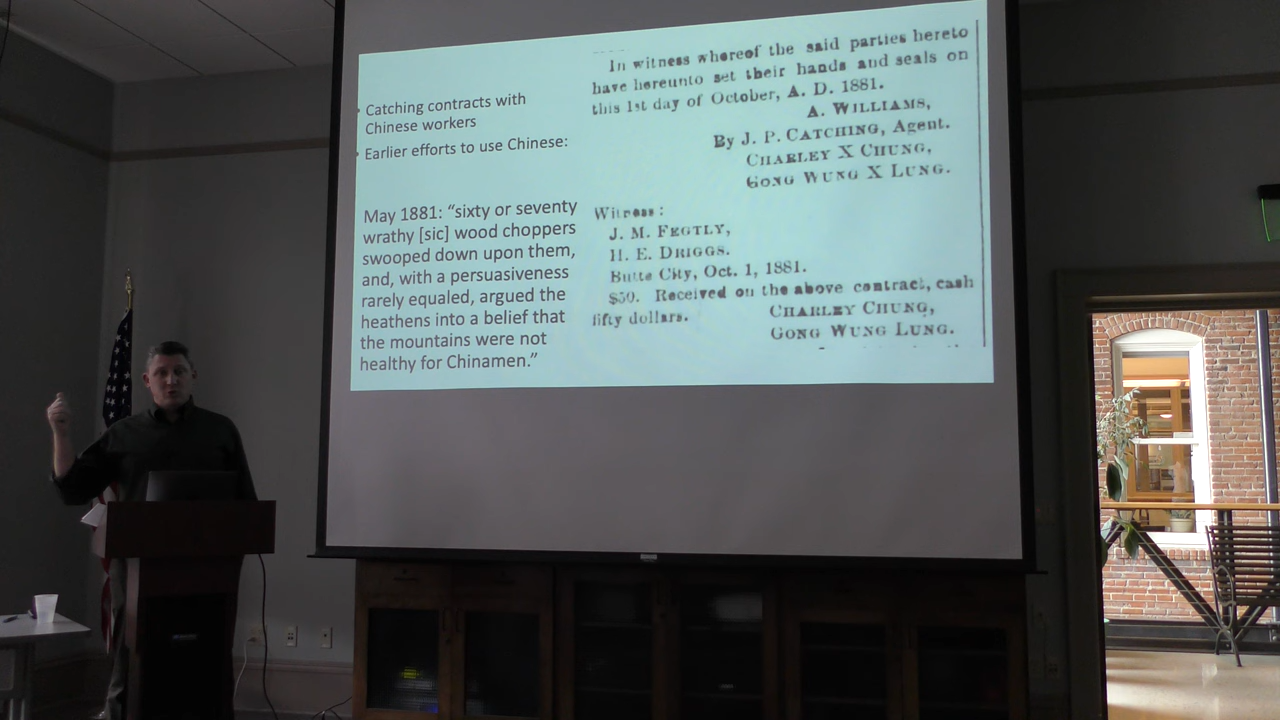 Catching contracts with
Chinese workers
Earlier efforts to use Chinese:
May 1881: “sixty or seventy
wrathy [sic] wood choppers
swooped down upon them,
and, with a persuasiveness
rarely equaled, argued the
heathens into a belief that
the mountains were not
healthy for Chinamen.”
In witness whereof the said parties hereto
have hereunto set their hands and seals on
this 1st day of October, A. D. 1881.
A. WILLIAMS,
By J. P. CATCHING, Agent.
CHARLEY X CHUNG,
GONG WUNG X LUNG.
Witness:
J. M. FEGTLY,
H. E. DRIGGS.
Butte City, Oct. 1, 1881.
$50. Received on the above contract, cash
fifty dollars.
CHARLEY CHUNG,
GONG WUNG LUNG.